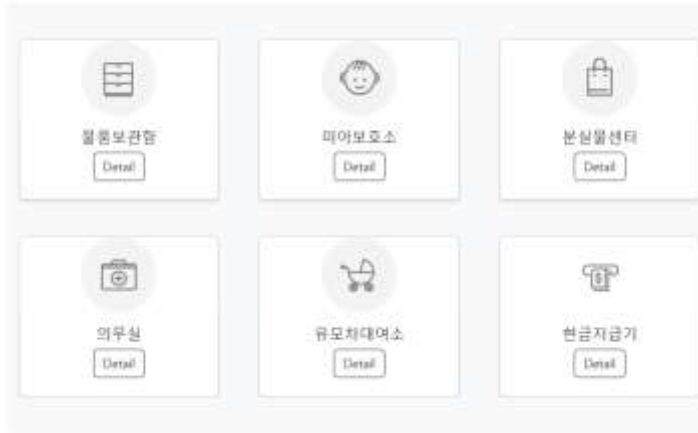 물품보관함
미아보호소
분실물센터
Detail
Detail
Detail
의무실
유모차대여소
현금지급기
Detail
Detail
Detail